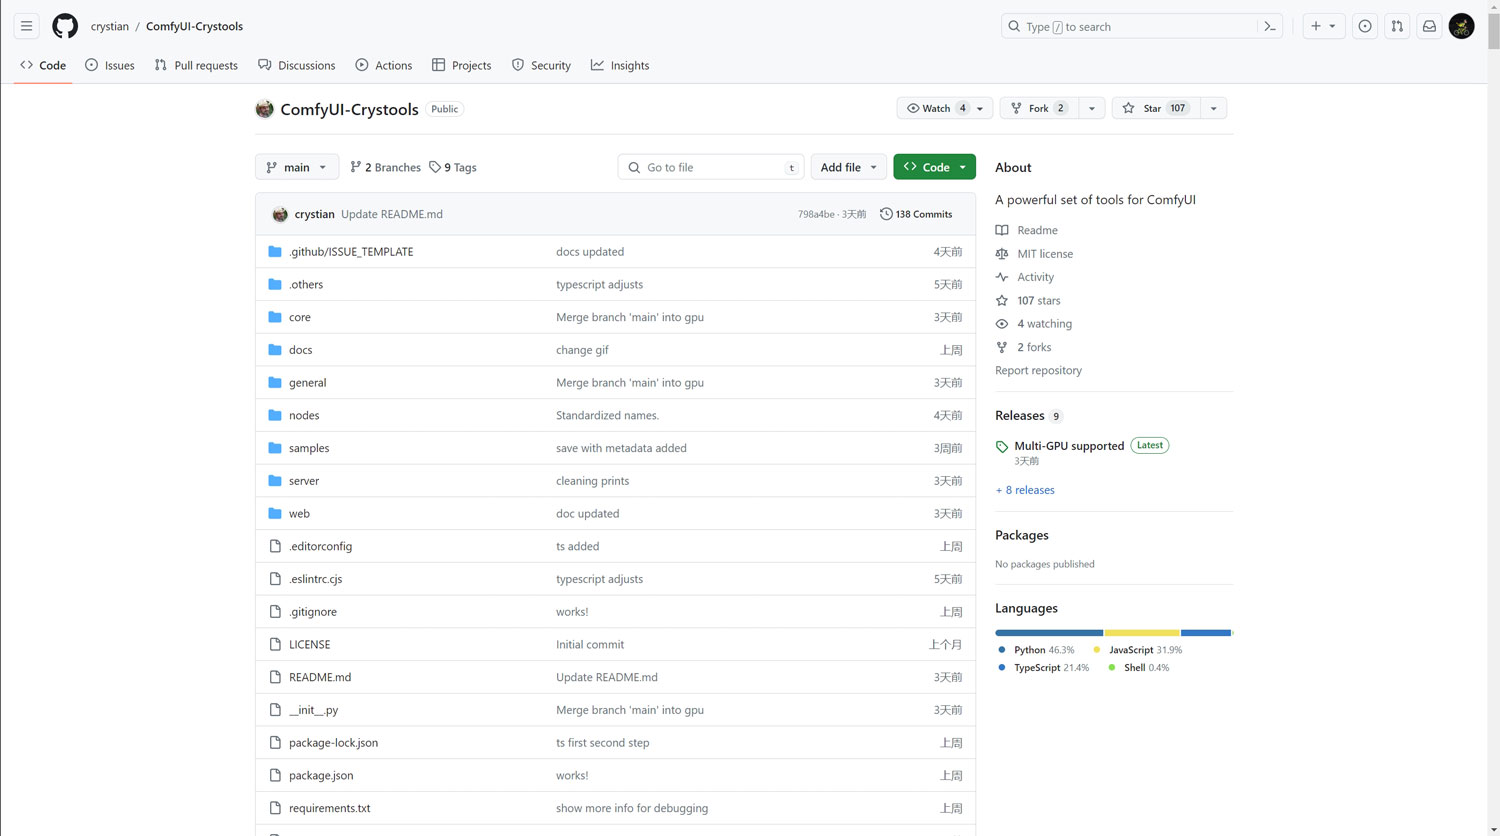 crystian / ComfyUI-Crystools
Type / to search
Code Issues Pull requests Discussions Actions Projects Security Insights
ComfyUI-Crystools Public
Watch 4 Fork 2 Star 107
main 2 Branches 9 Tags Go to file t Add file Code
crystian Update README.md 798a4be · 3天前 138 Commits
.github/ISSUE_TEMPLATE docs updated 4天前
.others typescript adjusts 5天前
core Merge branch 'main' into gpu 3天前
docs change gif 上周
general Merge branch 'main' into gpu 3天前
nodes Standardized names. 4天前
samples save with metadata added 3周前
server cleaning prints 3天前
web doc updated 3天前
.editorconfig ts added 上周
.eslintrc.cjs typescript adjusts 5天前
.gitignore works! 上周
LICENSE Initial commit 上个月
README.md Update README.md 3天前
__init__.py Merge branch 'main' into gpu 3天前
package-lock.json ts first second step 上周
package.json works! 上周
requirements.txt show more info for debugging 上周
About
A powerful set of tools for ComfyUI
Readme
MIT license
Activity
107 stars
4 watching
2 forks
Report repository
Releases 9
Multi-GPU supported Latest
3天前
+ 8 releases
Packages
No packages published
Languages
Python 46.3% JavaScript 31.9%
TypeScript 21.4% Shell 0.4%